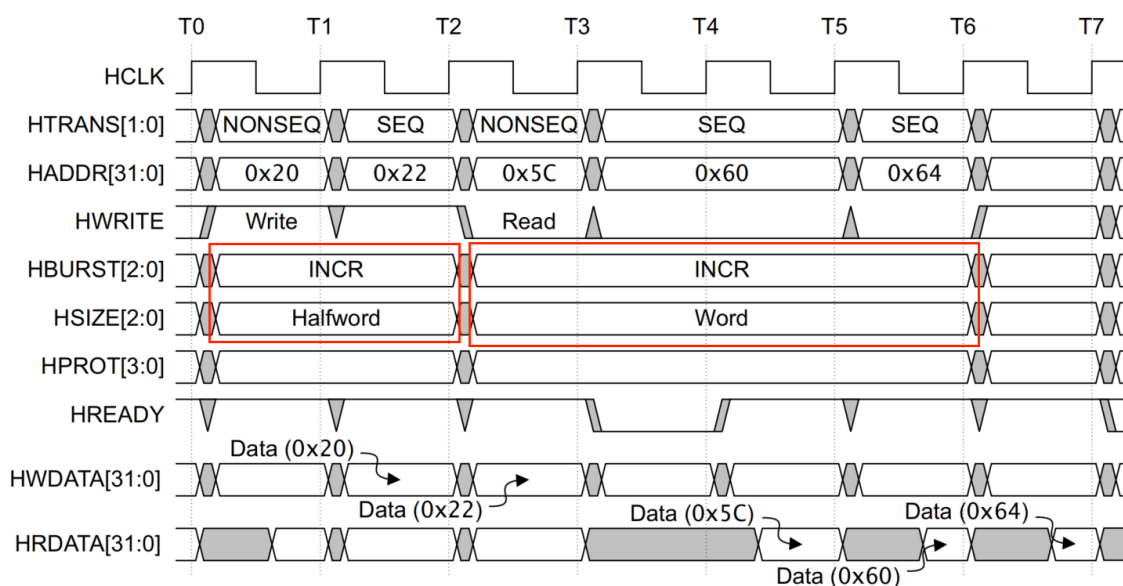 T0 T1 T2 T3 T4 T5 T6 T7
HCLK
HTRANS[1:0] NONSEQ SEQ NONSEQ SEQ SEQ
HADDR[31:0] 0x20 0x22 0x5C 0x60 0x64
HWRITE Write Read
HBURST[2:0] INCR INCR
HSIZE[2:0] Halfword Word
HPROT[3:0]
HREADY
Data (0x20)
HWDATA[31:0]
Data (0x22) Data (0x5C) Data (0x64)
HRDATA[31:0]
Data (0x60)